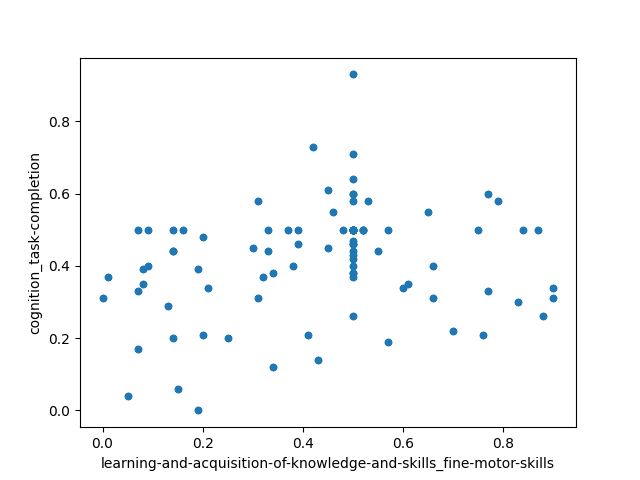 cognition_task-completion
0.8
0.6
0.4
0.2
0.0
0.0 0.2 0.4 0.6 0.8
learning-and-acquisition-of-knowledge-and-skills_fine-motor-skills